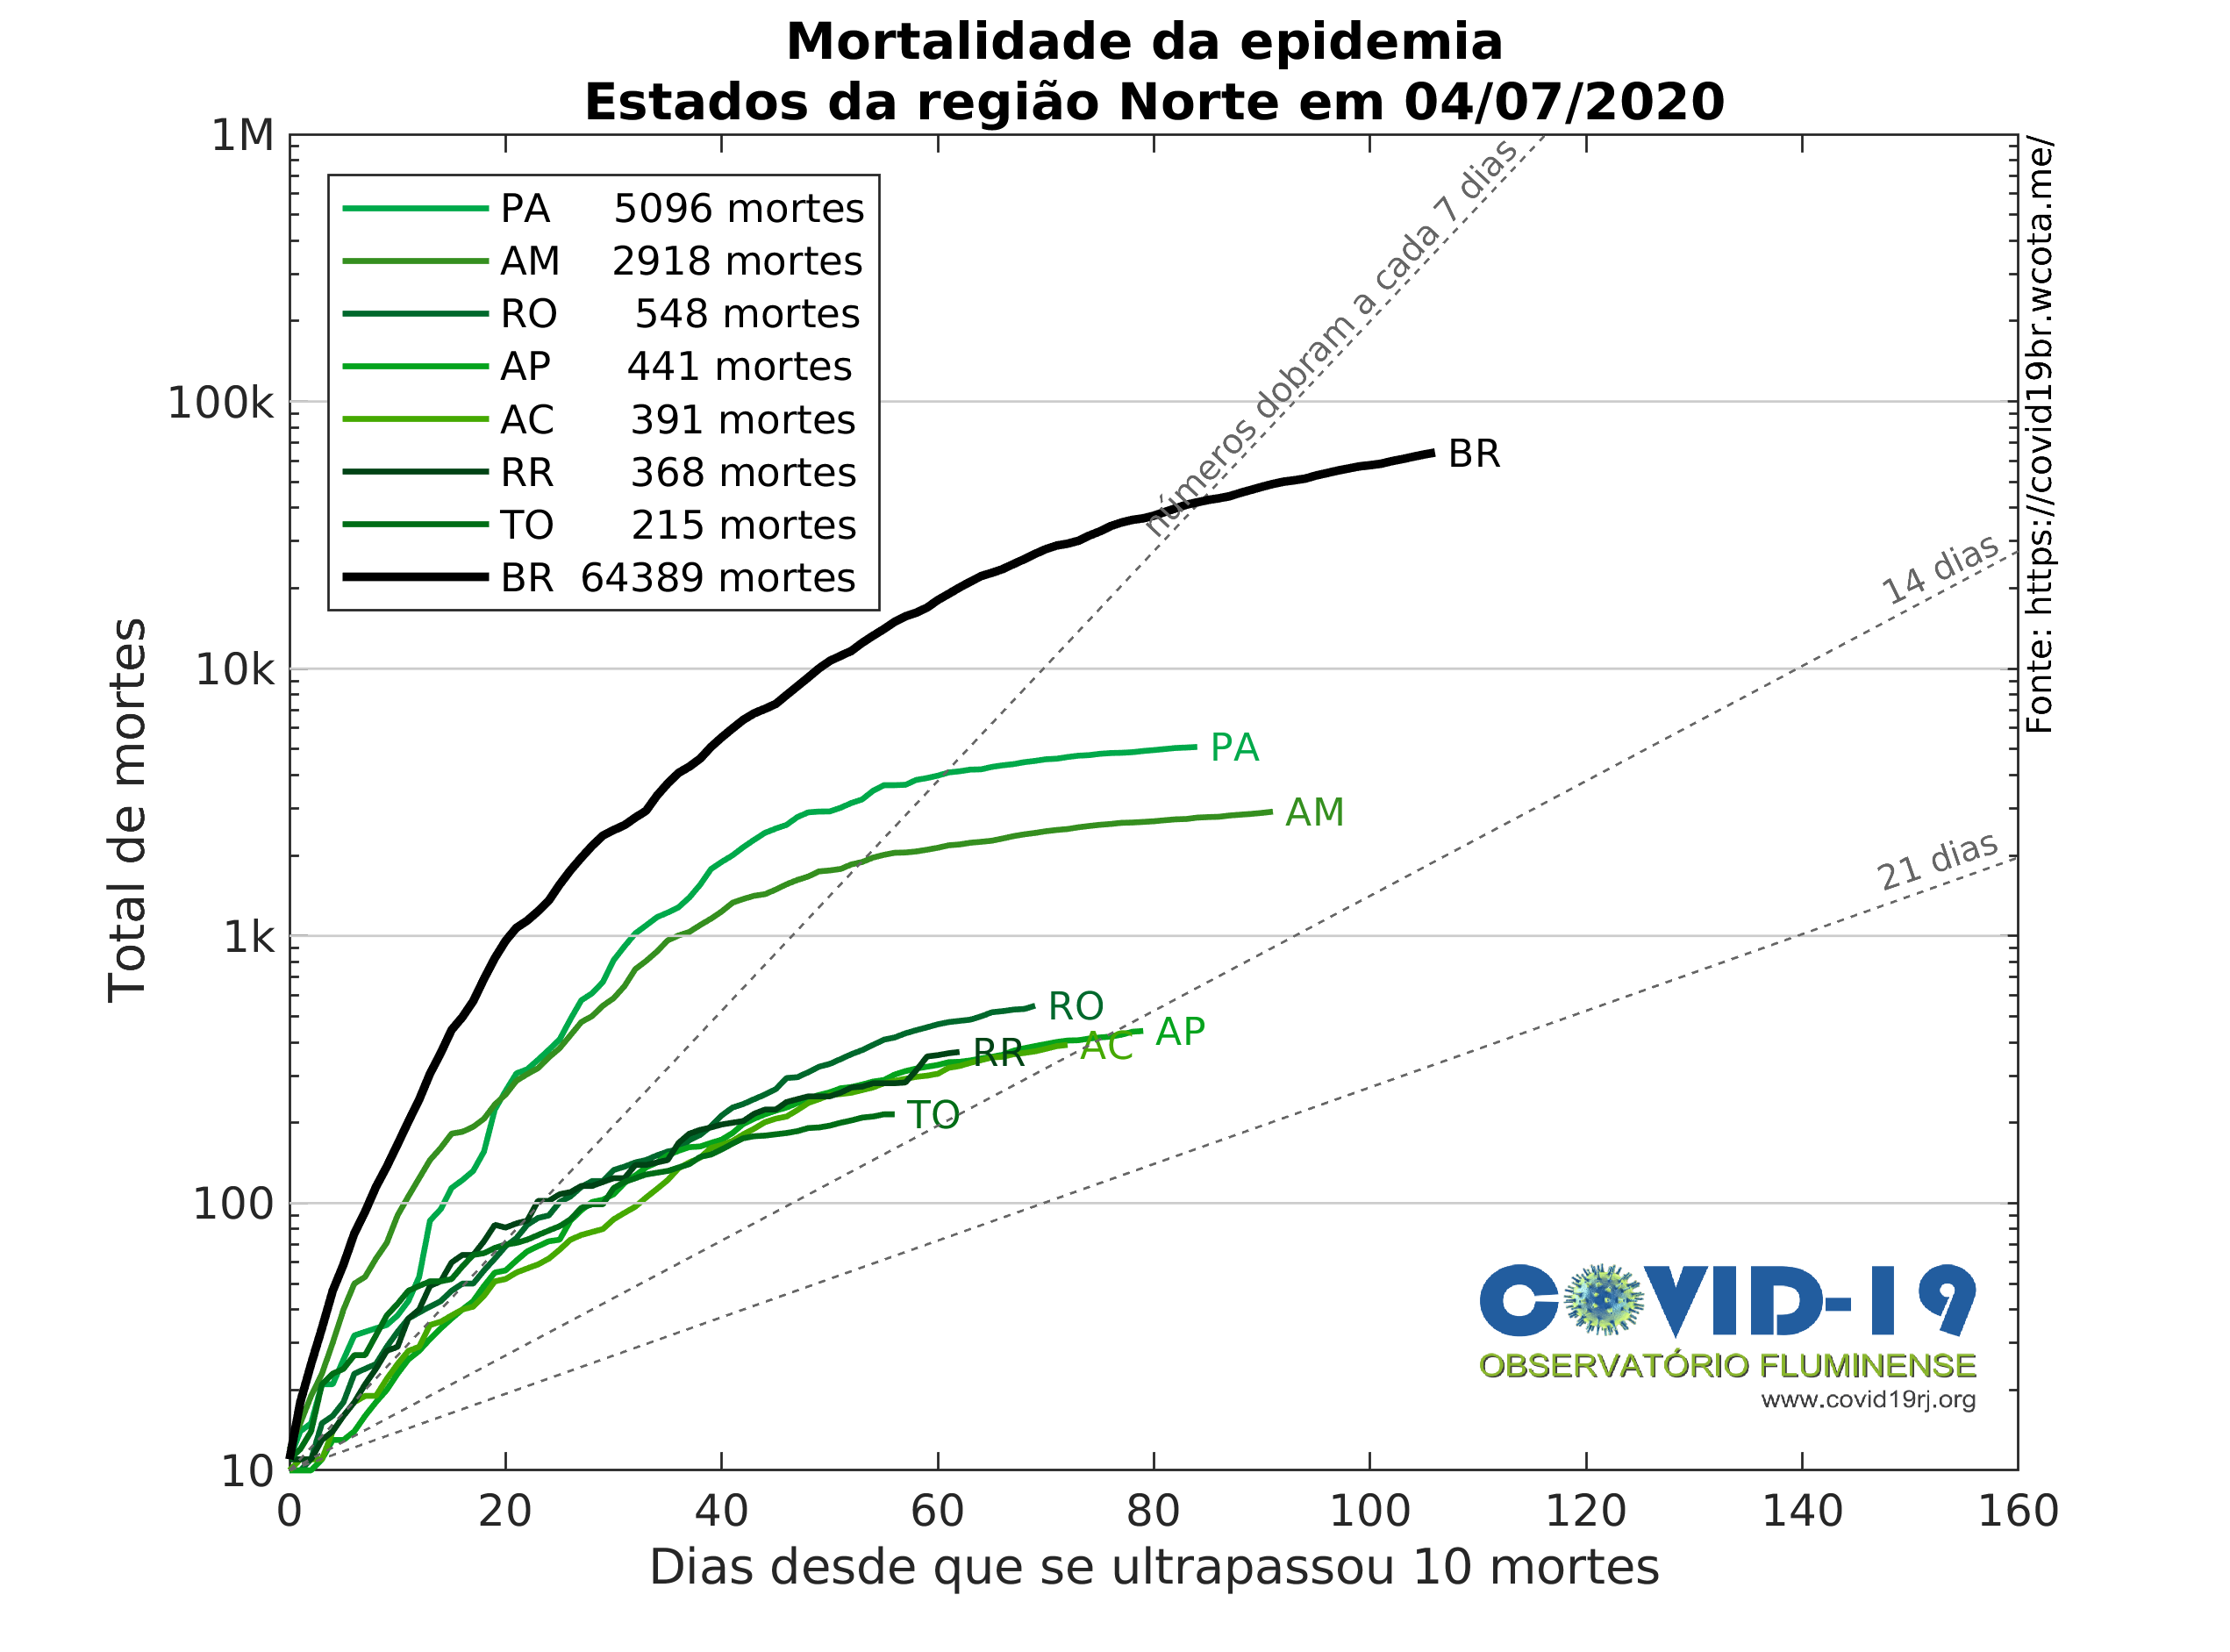 Mortalidade da epidemia
Estados da região Norte em 04/07/2020
1M
100k
10k
1k
100
10
Total de mortes
PA 5096 mortes
AM 2918 mortes
RO 548 mortes
AP 441 mortes
AC 391 mortes
RR 368 mortes
TO 215 mortes
BR 64389 mortes
números dobram a cada 7 dias
14 dias
21 dias
BR
PA
AM
RO
AP
AC
RR
TO
Fonte: https://covid19br.wcota.me/
COVID-19
OBSERVATÓRIO FLUMINENSE
www.covid19rj.org
0 20 40 60 80 100 120 140 160
Dias desde que se ultrapassou 10 mortes